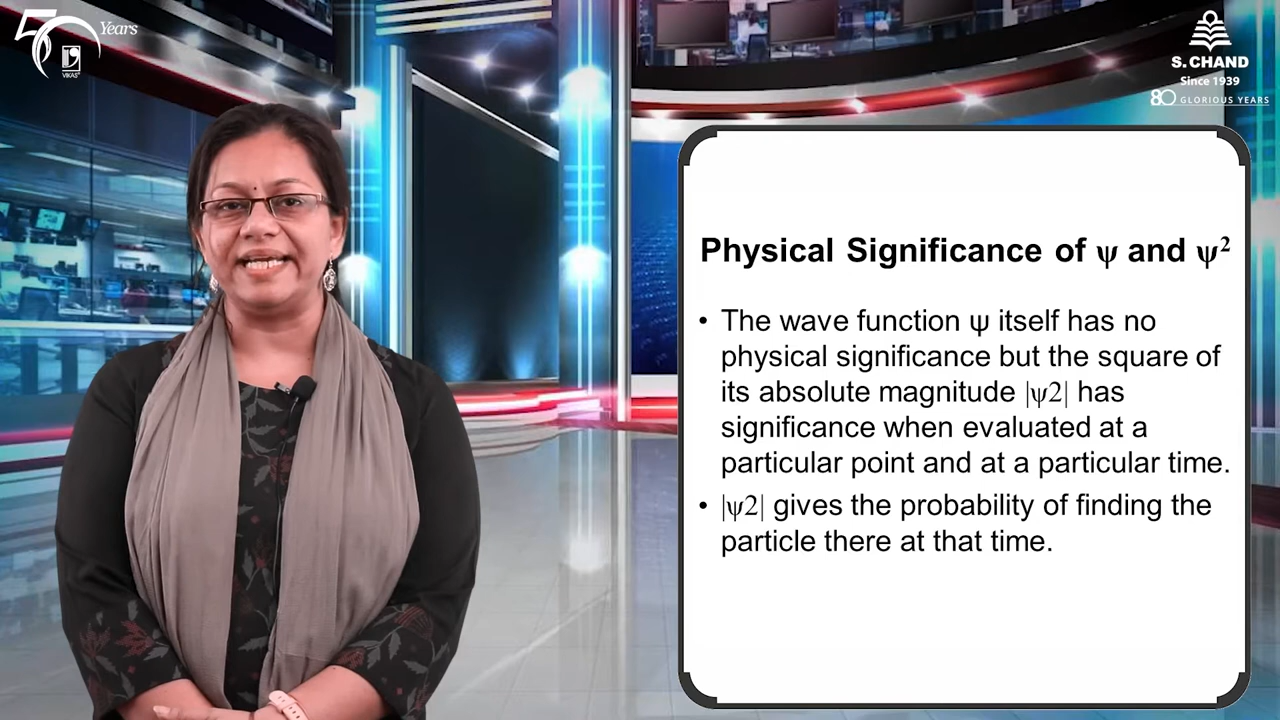 50 Years
VIKAS®
S. CHAND
Since 1939
80 GLORIOUS YEARS
Physical Significance of ψ and ψ²
• The wave function ψ itself has no
physical significance but the square of
its absolute magnitude |ψ2| has
significance when evaluated at a
particular point and at a particular time.
• |ψ2| gives the probability of finding the
particle there at that time.